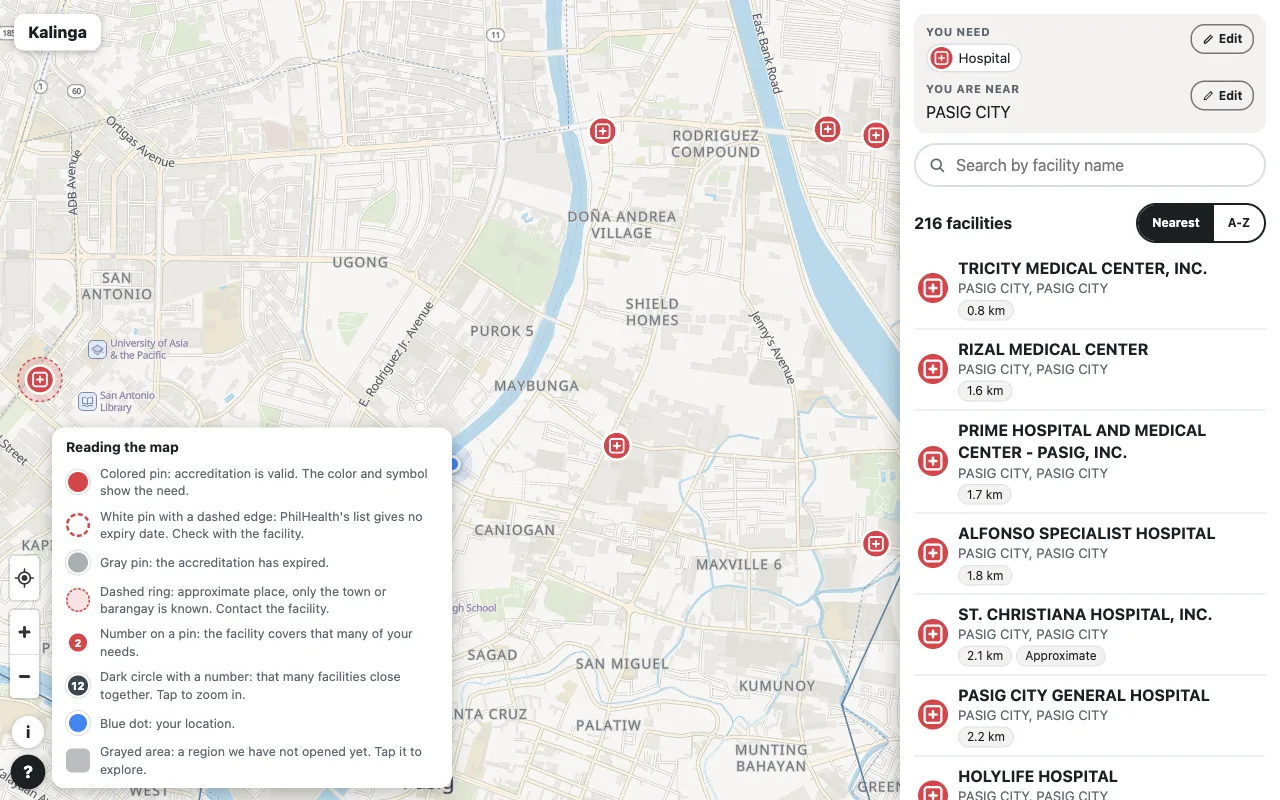 Kalinga
185
11
1
60
Ortigas Avenue
ADB Avenue
East Bank Road
RODRIGUEZ
COMPOUND
DOÑA ANDREA
VILLAGE
UGONG
SAN
ANTONIO
SHIELD
HOMES
PUROK 5
E. Rodriguez Jr. Avenue
Jenny's Avenue
University of Asia
& the Pacific
MAYBUNGA
San Antonio
Library
Street
CANIOGAN
MAXVILLE 6
SAGAD
SAN MIGUEL
KUMUNOY
PALATIW
MUNTING
BAHAYAN
WEST
Reading the map
Colored pin: accreditation is valid. The color and symbol
show the need.
White pin with a dashed edge: PhilHealth's list gives no
expiry date. Check with the facility.
Gray pin: the accreditation has expired.
Dashed ring: approximate place, only the town or
barangay is known. Contact the facility.
2
Number on a pin: the facility covers that many of your
needs.
12
Dark circle with a number: that many facilities close
together. Tap to zoom in.
Blue dot: your location.
Grayed area: a region we have not opened yet. Tap it to
explore.
+
−
i
?
YOU NEED
Edit
Hospital
YOU ARE NEAR
Edit
PASIG CITY
Search by facility name
216 facilities
Nearest
A-Z
TRICITY MEDICAL CENTER, INC.
PASIG CITY, PASIG CITY
0.8 km
RIZAL MEDICAL CENTER
PASIG CITY, PASIG CITY
1.6 km
PRIME HOSPITAL AND MEDICAL
CENTER - PASIG, INC.
PASIG CITY, PASIG CITY
1.7 km
ALFONSO SPECIALIST HOSPITAL
PASIG CITY, PASIG CITY
1.8 km
ST. CHRISTIANA HOSPITAL, INC.
PASIG CITY, PASIG CITY
2.1 km
Approximate
PASIG CITY GENERAL HOSPITAL
PASIG CITY, PASIG CITY
2.2 km
HOLYLIFE HOSPITAL
PASIG CITY, PASIG CITY